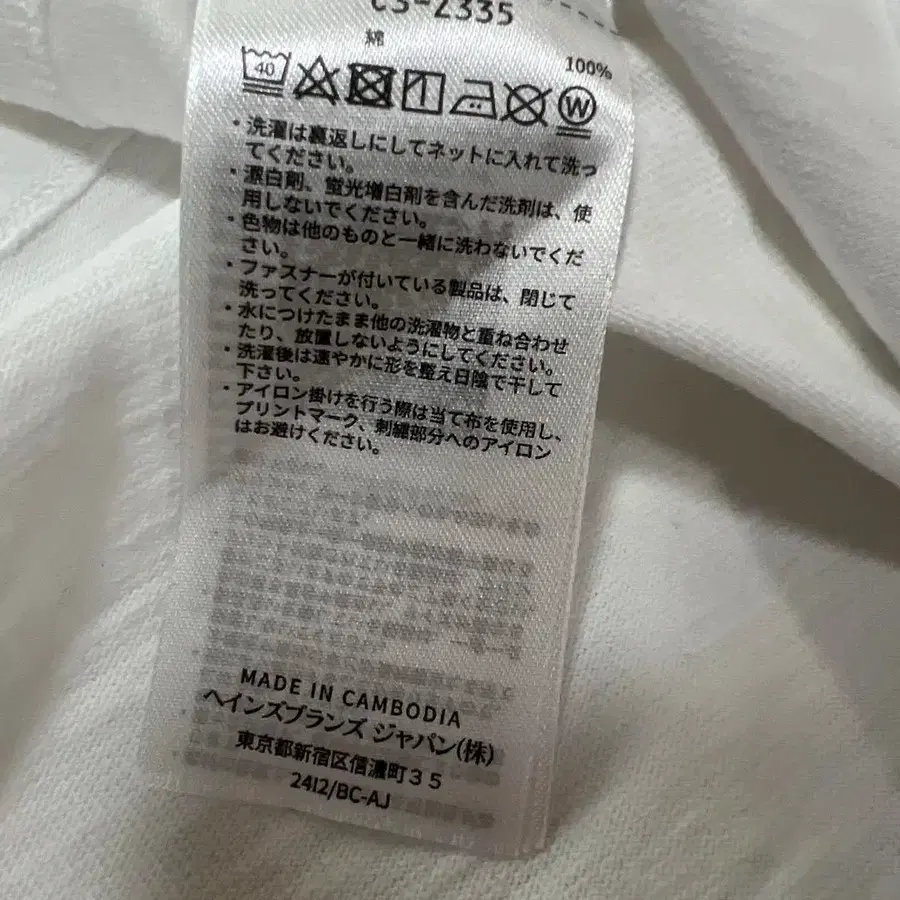 C3-Z335
綿
100%
40
W
・洗濯は裏返しにしてネットに入れて洗っ
てください。
・漂白剤、蛍光増白剤を含んだ洗剤は、使
用しないでください。
・色物は他のものと一緒に洗わないでくだ
さい。
・ファスナーが付いている製品は、閉じて
洗ってください。
・水につけたまま他の洗濯物と重ね合わせ
たり、放置しないようにしてください。
・洗濯後は速やかに形を整え日陰で干して
下さい。
・アイロン掛けを行う際は当て布を使用し、
プリントマーク、刺繍部分へのアイロン
はお避けください。
MADE IN CAMBODIA
ヘインズブランズ ジャパン(株)
東京都新宿区信濃町３５
2412/BC-AJ